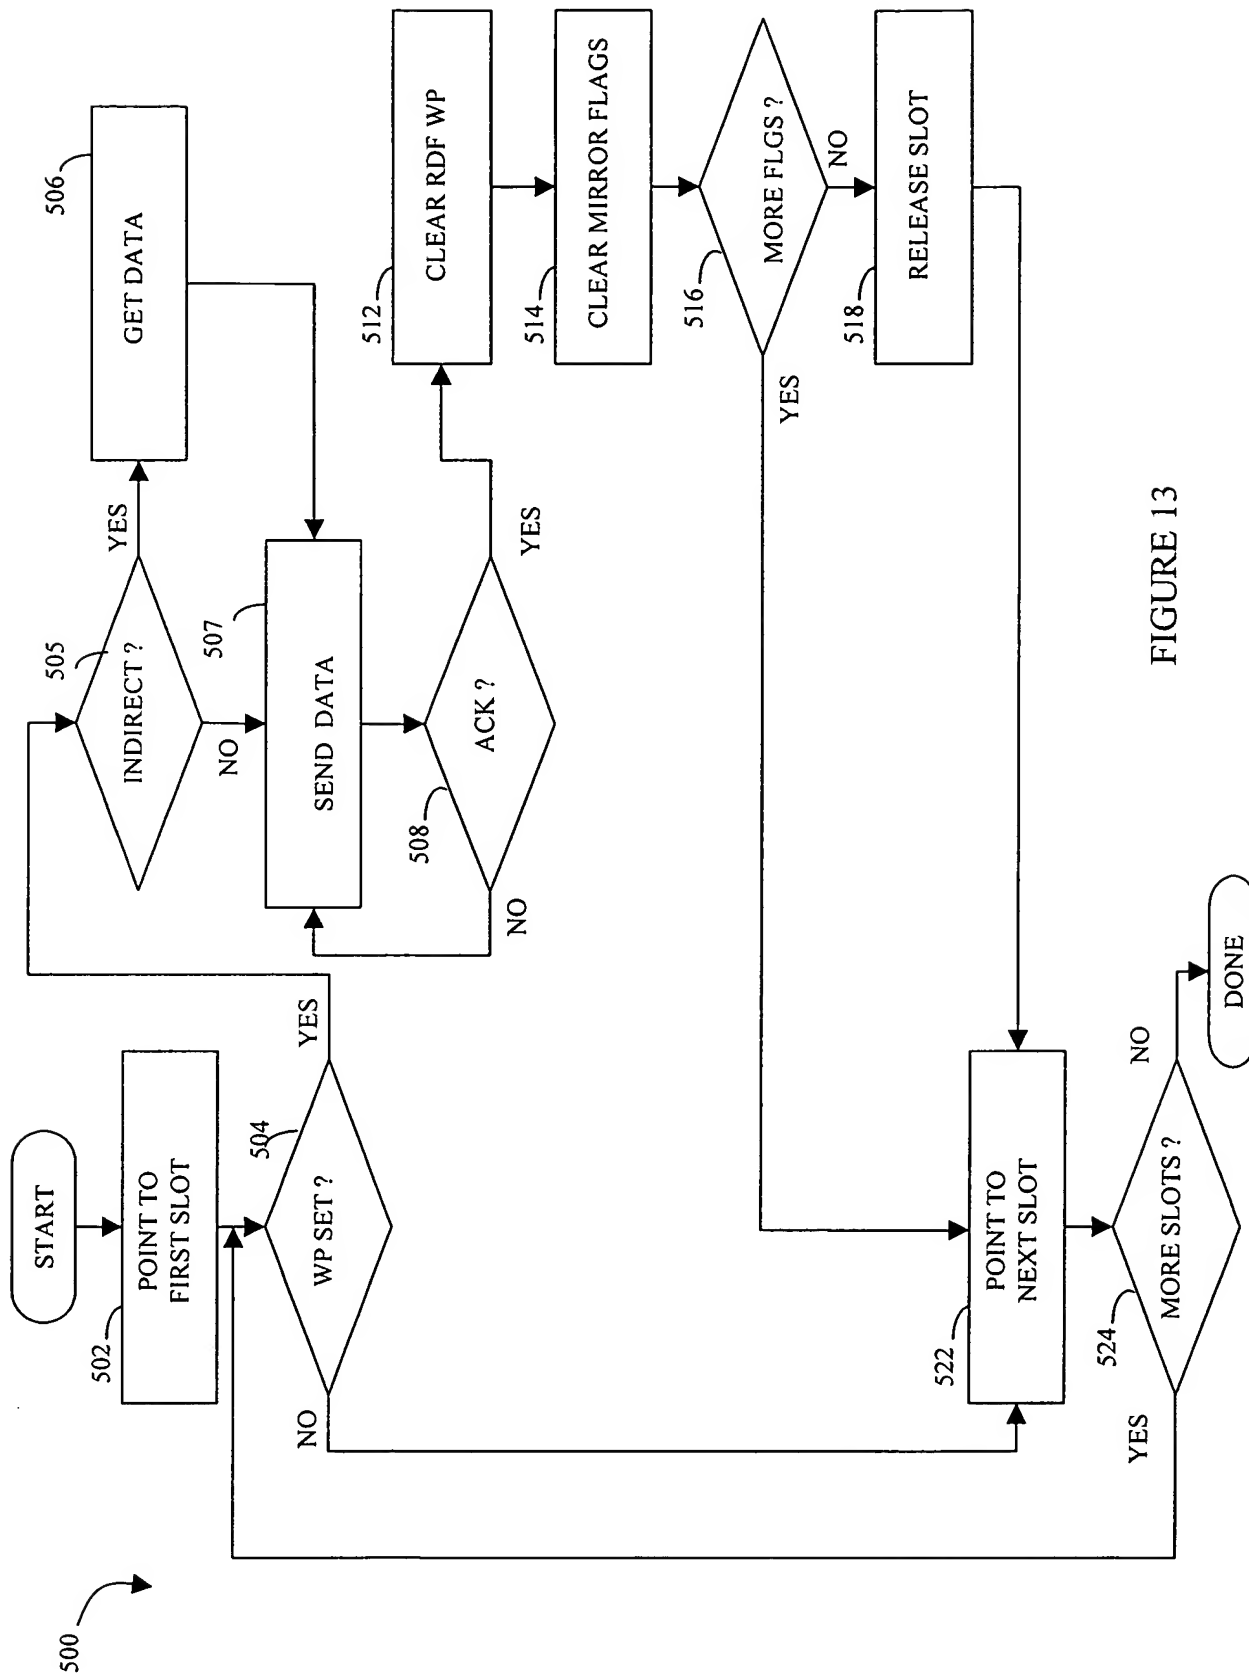 500
START
502
POINT TO
FIRST SLOT
504
WP SET ?
YES
NO
505
INDIRECT ?
YES
NO
506
GET DATA
507
SEND DATA
508
ACK ?
NO
YES
512
CLEAR RDF WP
514
CLEAR MIRROR FLAGS
516
MORE FLGS ?
YES
NO
518
RELEASE SLOT
522
POINT TO
NEXT SLOT
524
MORE SLOTS ?
YES
NO
DONE
FIGURE 13